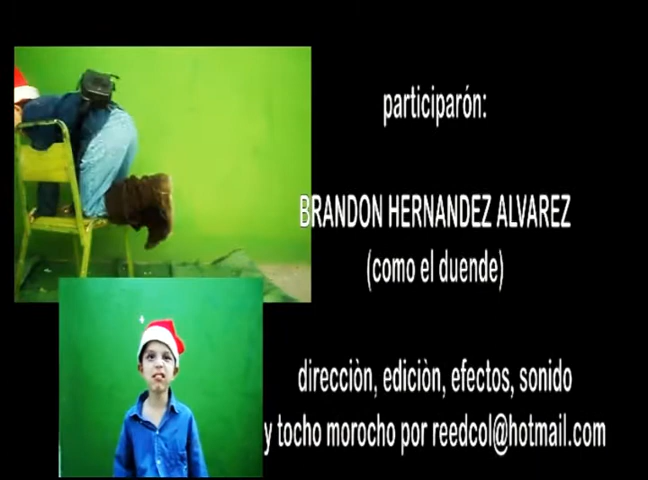 participarón:
BRANDON HERNANDEZ ALVAREZ
(como el duende)
direcciòn, ediciòn, efectos, sonido
y tocho morocho por reedcol@hotmail.com